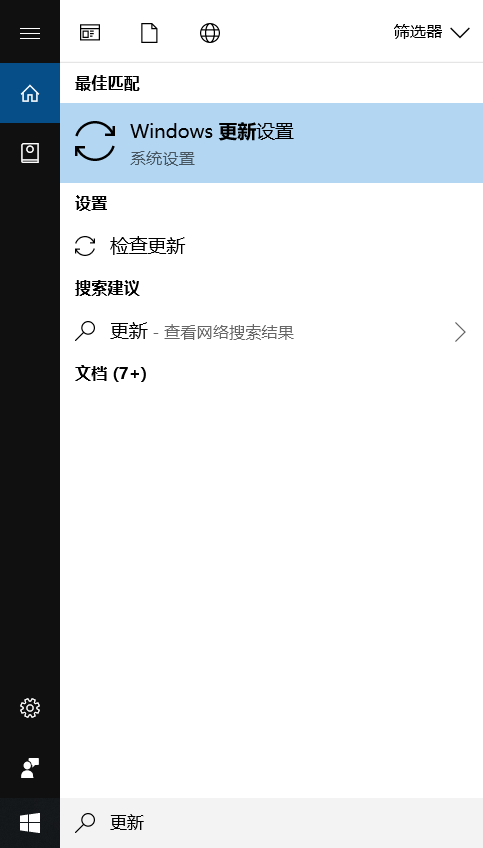 筛选器
最佳匹配
Windows 更新设置
系统设置
设置
检查更新
搜索建议
更新 - 查看网络搜索结果
文档 (7+)
更新